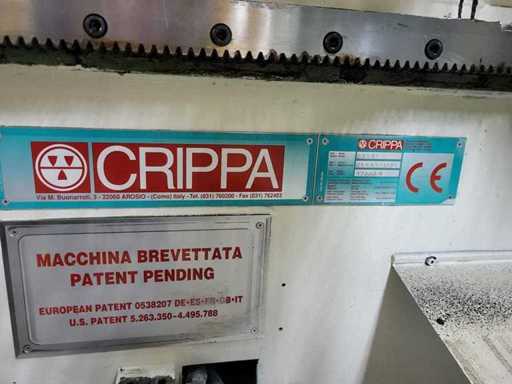 CRIPPA
Via M. Buonarroti, 3 - 22060 AROSIO - (Como) Italy - Tel. (031) 760200 - Fax (031) 762403
CRIPPA
CE
MACCHINA BREVETTATA
PATENT PENDING
EUROPEAN PATENT 0538207 DE•ES•FR•GB•IT
U.S. PATENT 5.263.350-4.495.788